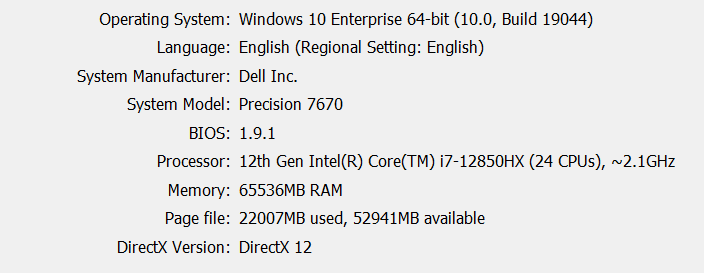 Operating System: Windows 10 Enterprise 64-bit (10.0, Build 19044)
Language: English (Regional Setting: English)
System Manufacturer: Dell Inc.
System Model: Precision 7670
BIOS: 1.9.1
Processor: 12th Gen Intel(R) Core(TM) i7-12850HX (24 CPUs), ~2.1GHz
Memory: 65536MB RAM
Page file: 22007MB used, 52941MB available
DirectX Version: DirectX 12